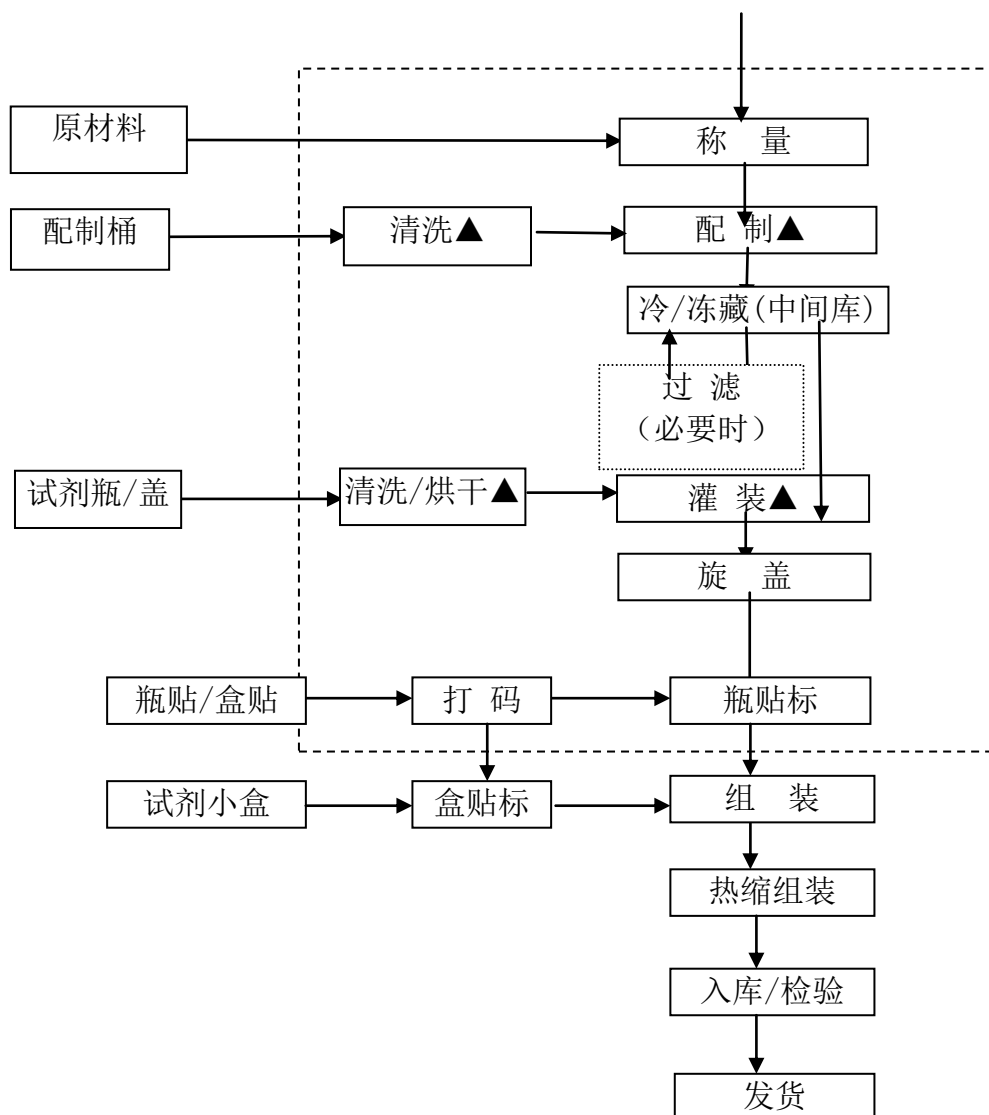 原材料
称 量
配制桶
清洗▲
配 制▲
冷/冻藏(中间库)
过 滤
（必要时）
试剂瓶/盖
清洗/烘干▲
灌 装▲
旋 盖
瓶贴/盒贴
打 码
瓶贴标
试剂小盒
盒贴标
组 装
热缩组装
入库/检验
发货